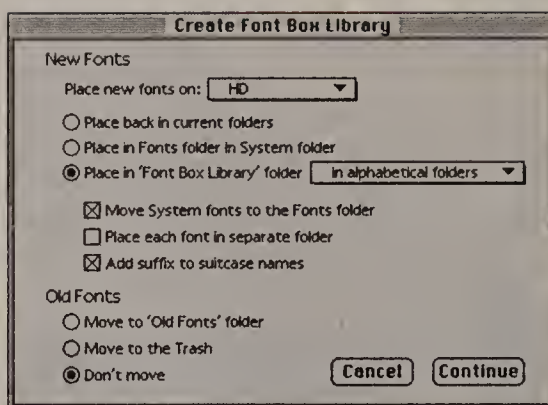 Create Font Box Library
New Fonts
Place new fonts on: HD
Place back in current folders
Place in Fonts folder in System folder
Place in 'Font Box Library' folder in alphabetical folders
Move System fonts to the Fonts folder
Place each font in separate folder
Add suffix to suitcase names
Old Fonts
Move to 'Old Fonts' folder
Move to the Trash
Don't move
Cancel Continue